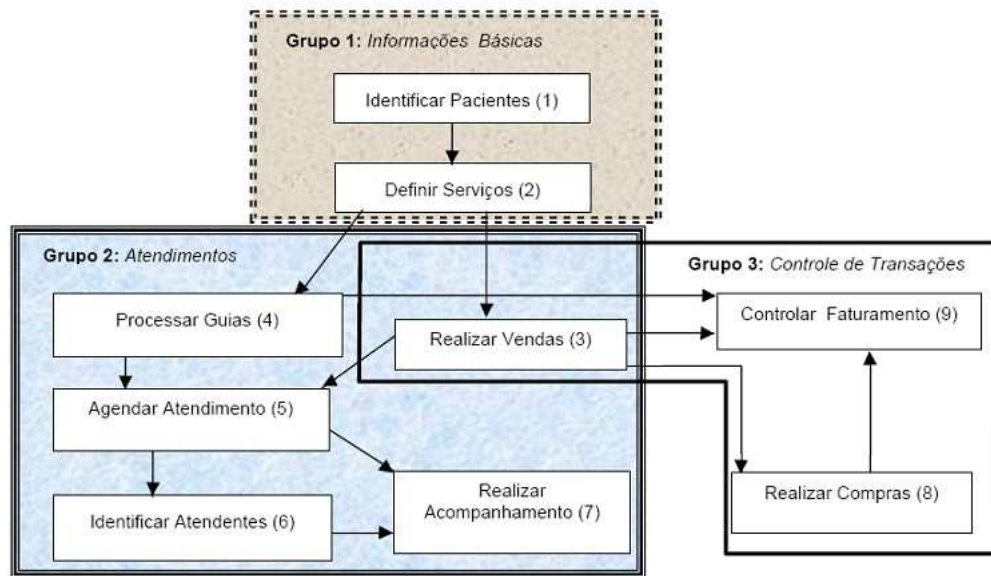 Grupo 1: Informações Básicas
Identificar Pacientes (1)
Definir Serviços (2)
Grupo 2: Atendimentos
Grupo 3: Controle de Transações
Processar Guias (4)
Realizar Vendas (3)
Controlar Faturamento (9)
Agendar Atendimento (5)
Identificar Atendentes (6)
Realizar
Acompanhamento (7)
Realizar Compras (8)